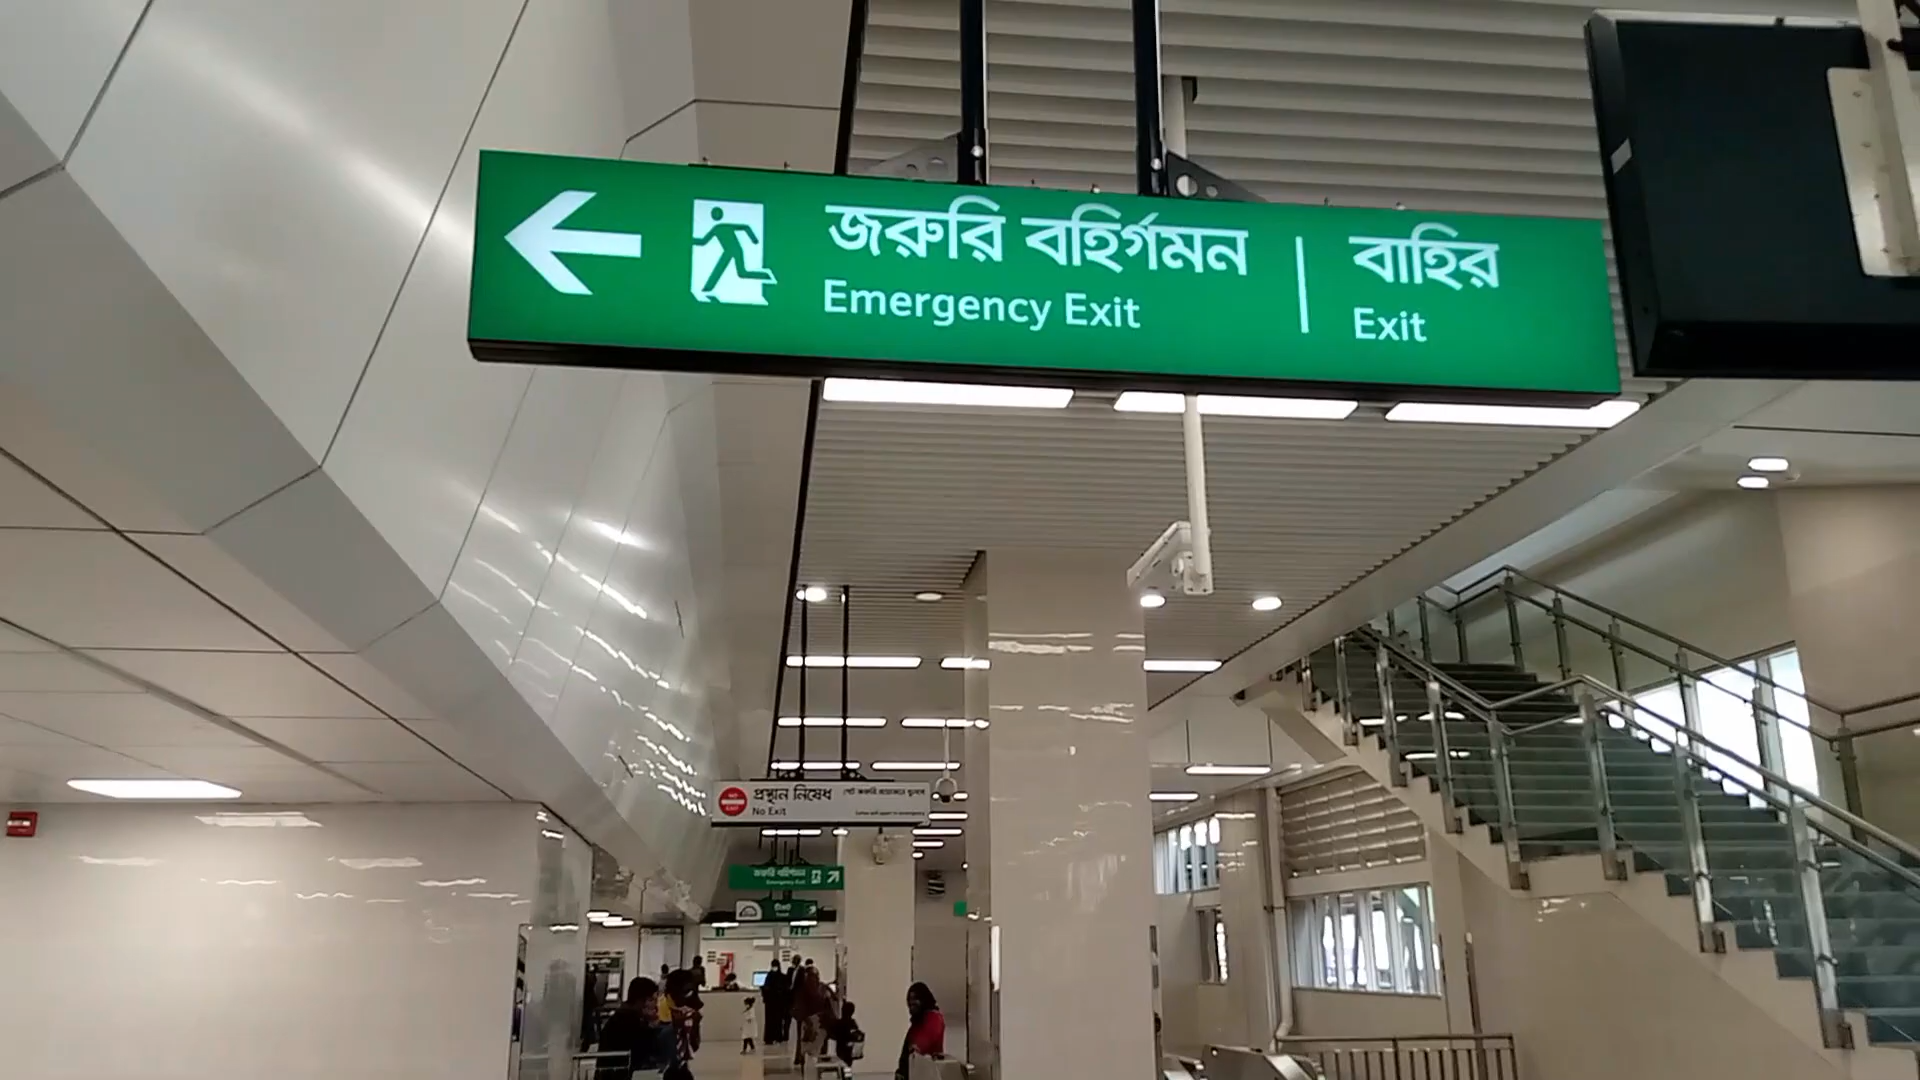 জরুরি বহির্গমন
Emergency Exit
বাহির
Exit
প্রস্থান নিষেধ
No Exit
জরুরি বহির্গমন
Emergency Exit